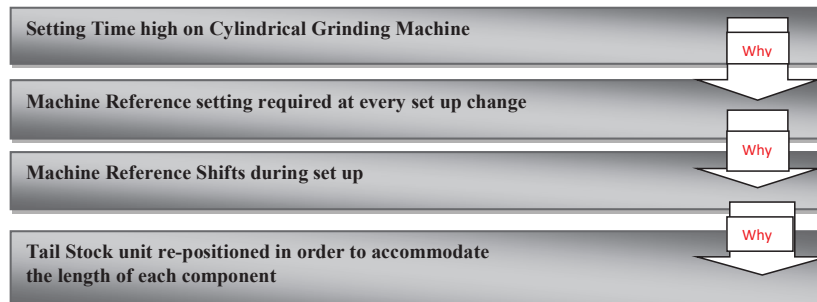 Setting Time high on Cylindrical Grinding Machine
Why
Machine Reference setting required at every set up change
Why
Machine Reference Shifts during set up
Why
Tail Stock unit re-positioned in order to accommodate
the length of each component